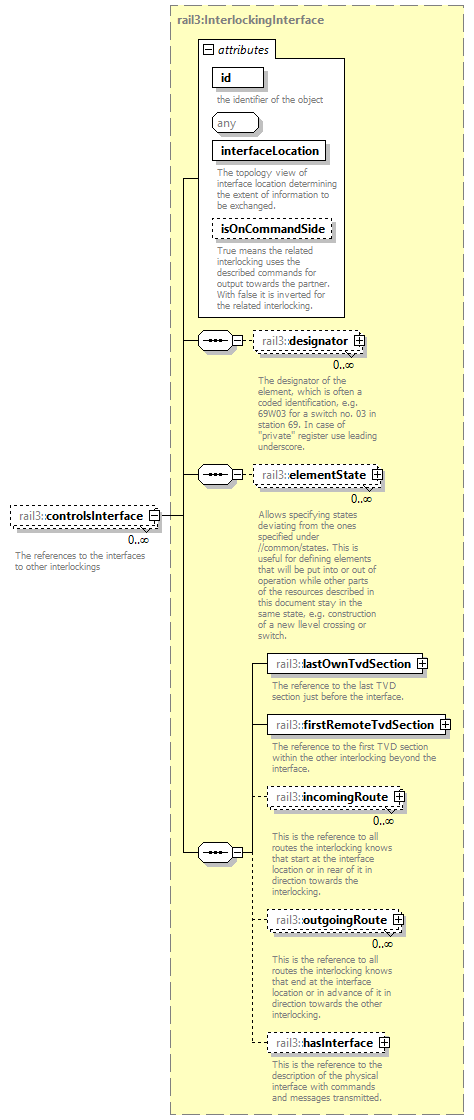 rail3:InterlockingInterface
attributes
id
the identifier of the object
any
interfaceLocation
The topology view of
interface location determining
the extent of information to
be exchanged.
isOnCommandSide
True means the related
interlocking uses the
described commands for
output towards the partner.
With false it is inverted for
the related interlocking.
rail3::designator
0..∞
The designator of the
element, which is often a
coded identification, e.g.
69W03 for a switch no. 03 in
station 69. In case of
"private" register use leading
underscore.
rail3::elementState
0..∞
Allows specifying states
deviating from the ones
specified under
//common/states. This is
useful for defining elements
that will be put into or out of
operation while other parts
of the resources described in
this document stay in the
same state, e.g. construction
of a new llevel crossing or
switch.
rail3::controlsInterface
0..∞
The references to the interfaces
to other interlockings
rail3::lastOwnTvdSection
The reference to the last TVD
section just before the interface.
rail3::firstRemoteTvdSection
The reference to the first TVD section
within the other interlocking beyond the
interface.
rail3::incomingRoute
0..∞
This is the reference to all
routes the interlocking knows
that start at the interface
location or in rear of it in
direction towards the
interlocking.
rail3::outgoingRoute
0..∞
This is the reference to all
routes the interlocking knows
that end at the interface
location or in advance of it in
direction towards the other
interlocking.
rail3::hasInterface
This is the reference to the
description of the physical
interface with commands
and messages transmitted.